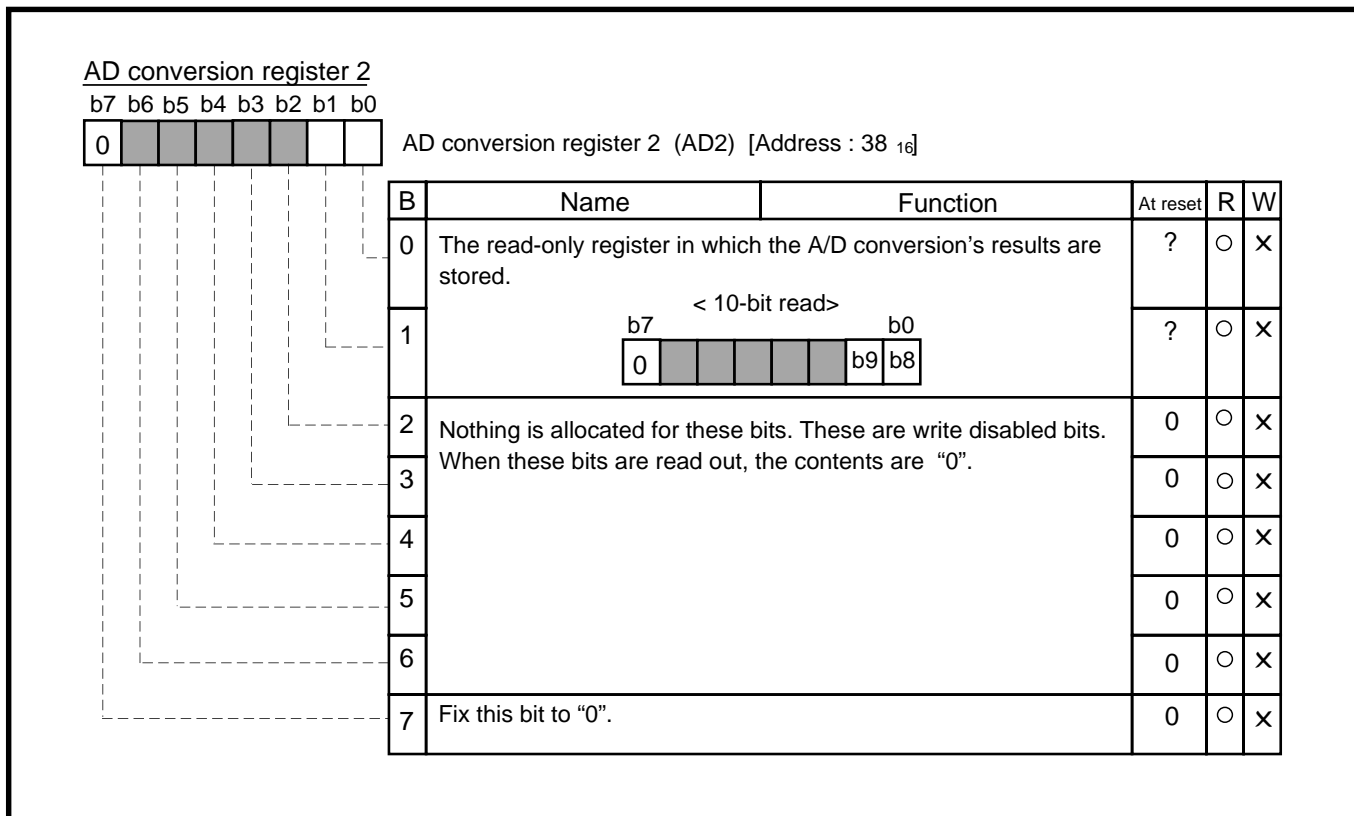 AD conversion register 2
b7 b6 b5 b4 b3 b2 b1 b0
0
AD conversion register 2 (AD2) [Address : 38 16]
B Name Function At reset R W
0 The read-only register in which the A/D conversion’s results are ? ○ ×
stored.
< 10-bit read>
b7 b0
1 ? ○ ×
0 b9 b8
2 Nothing is allocated for these bits. These are write disabled bits. 0 ○ ×
When these bits are read out, the contents are “0”.
3 0 ○ ×
4 0 ○ ×
5 0 ○ ×
6 0 ○ ×
7 Fix this bit to “0”. 0 ○ ×